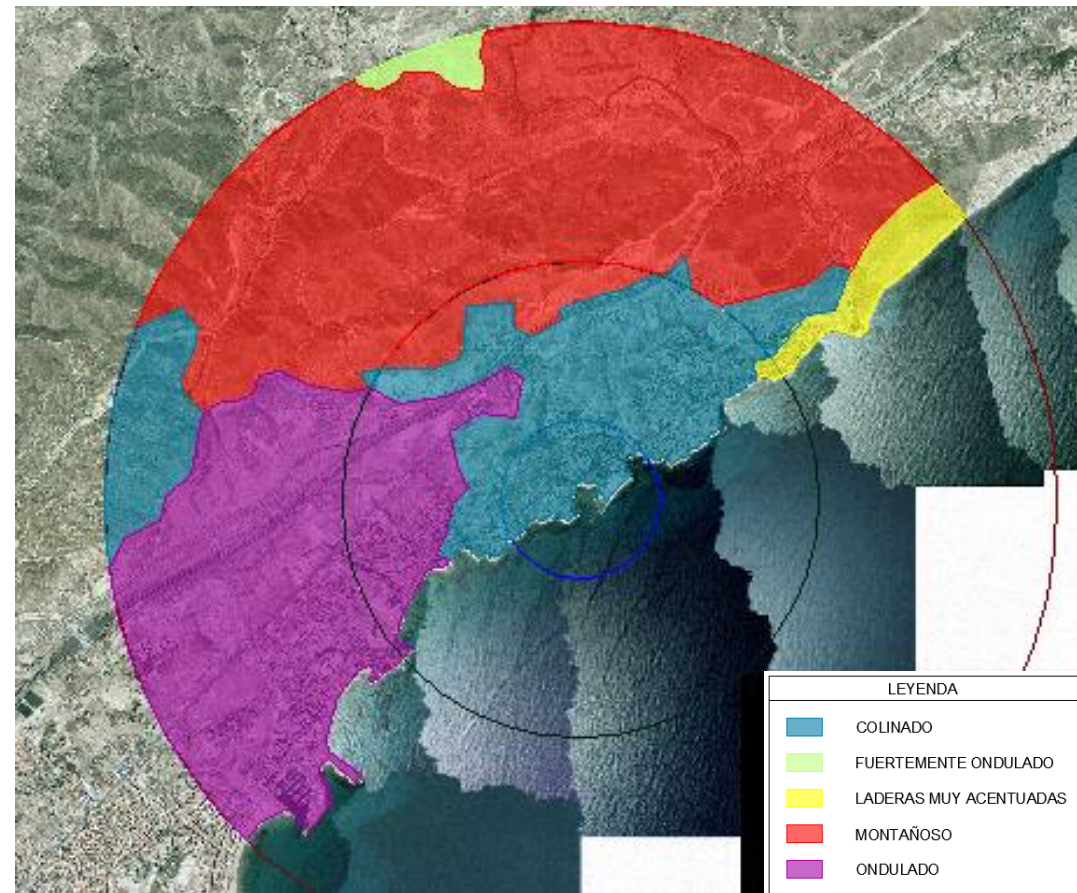 LEYENDA
COLINADO
FUERTEMENTE ONDULADO
LADERAS MUY ACENTUADAS
MONTAÑOSO
ONDULADO